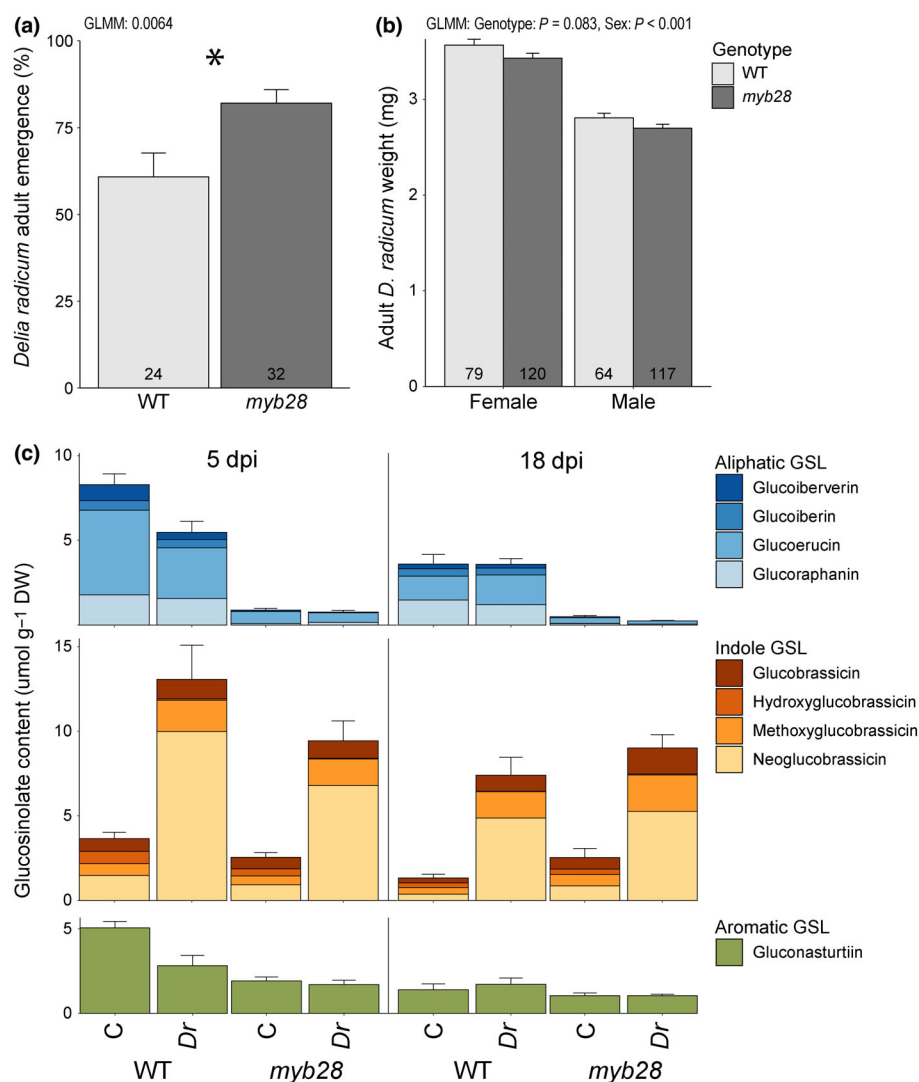 (a)
GLMM: 0.0064
100
75
50
25
0
Delia radicum adult emergence (%)
*
24
32
WT
myb28
(b)
GLMM: Genotype: P = 0.083, Sex: P < 0.001
3
2
1
0
Adult D. radicum weight (mg)
79
120
64
117
Female
Male
Genotype
WT
myb28
(c)
5 dpi
18 dpi
Glucosinolate content (umol g⁻¹ DW)
10
5
15
10
5
0
5
0
Aliphatic GSL
Glucoiberverin
Glucoiberin
Glucoerucin
Glucoraphanin
Indole GSL
Glucobrassicin
Hydroxyglucobrassicin
Methoxyglucobrassicin
Neoglucobrassicin
Aromatic GSL
Gluconasturtiin
C
Dr
C
Dr
C
Dr
C
Dr
WT
myb28
WT
myb28